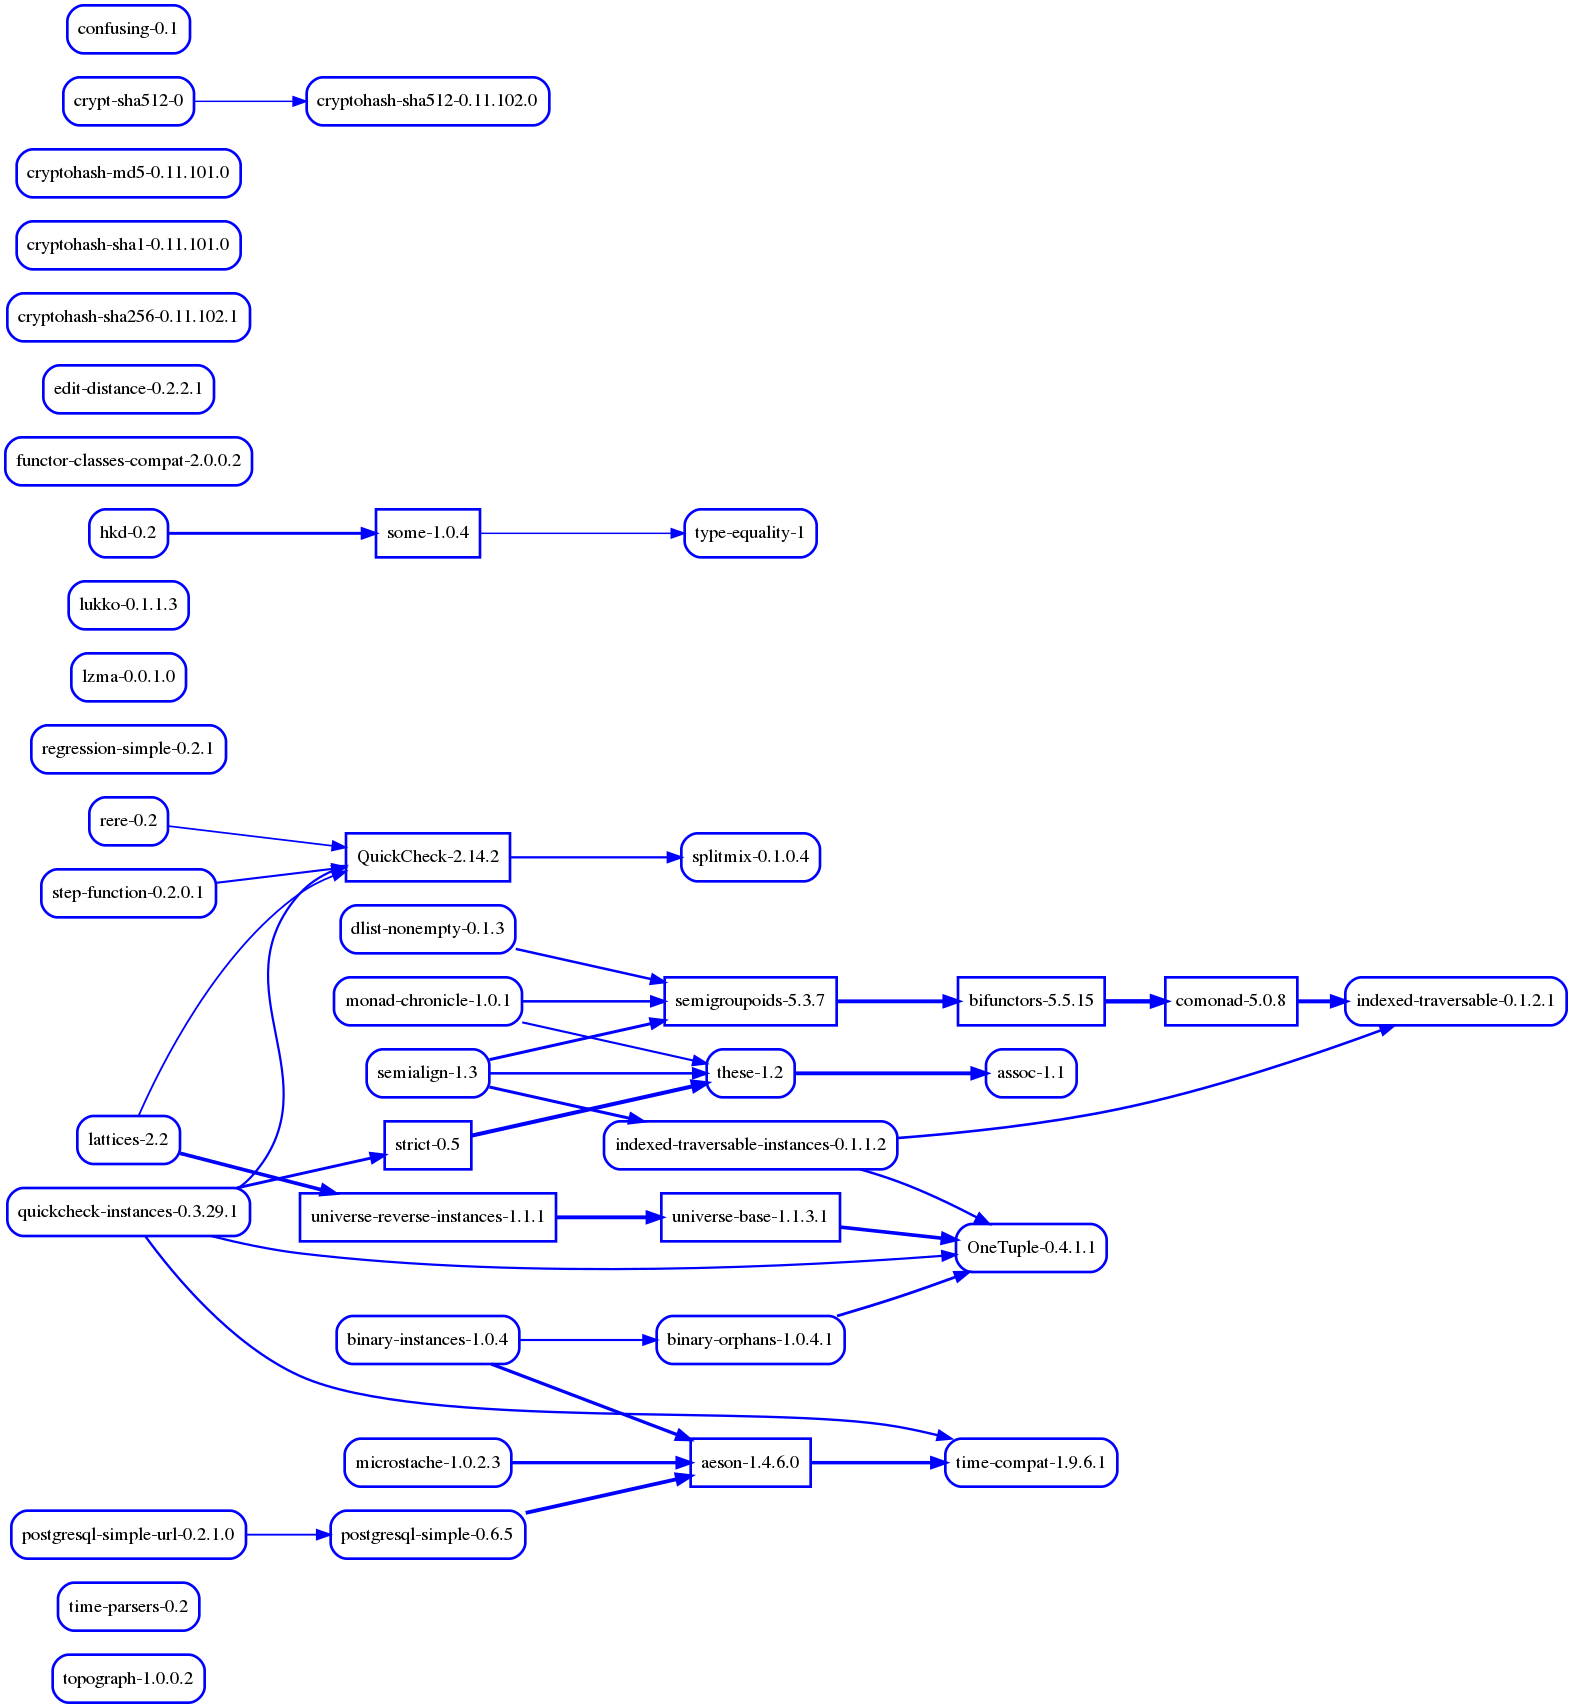 confusing-0.1
crypt-sha512-0
cryptohash-sha512-0.11.102.0
cryptohash-md5-0.11.101.0
cryptohash-sha1-0.11.101.0
cryptohash-sha256-0.11.102.1
edit-distance-0.2.2.1
functor-classes-compat-2.0.0.2
hkd-0.2
some-1.0.4
type-equality-1
lukko-0.1.1.3
lzma-0.0.1.0
regression-simple-0.2.1
rere-0.2
QuickCheck-2.14.2
splitmix-0.1.0.4
step-function-0.2.0.1
dlist-nonempty-0.1.3
monad-chronicle-1.0.1
semigroupoids-5.3.7
bifunctors-5.5.15
comonad-5.0.8
indexed-traversable-0.1.2.1
semialign-1.3
these-1.2
assoc-1.1
lattices-2.2
strict-0.5
indexed-traversable-instances-0.1.1.2
quickcheck-instances-0.3.29.1
universe-reverse-instances-1.1.1
universe-base-1.1.3.1
OneTuple-0.4.1.1
binary-instances-1.0.4
binary-orphans-1.0.4.1
microstache-1.0.2.3
aeson-1.4.6.0
time-compat-1.9.6.1
postgresql-simple-url-0.2.1.0
postgresql-simple-0.6.5
time-parsers-0.2
topograph-1.0.0.2